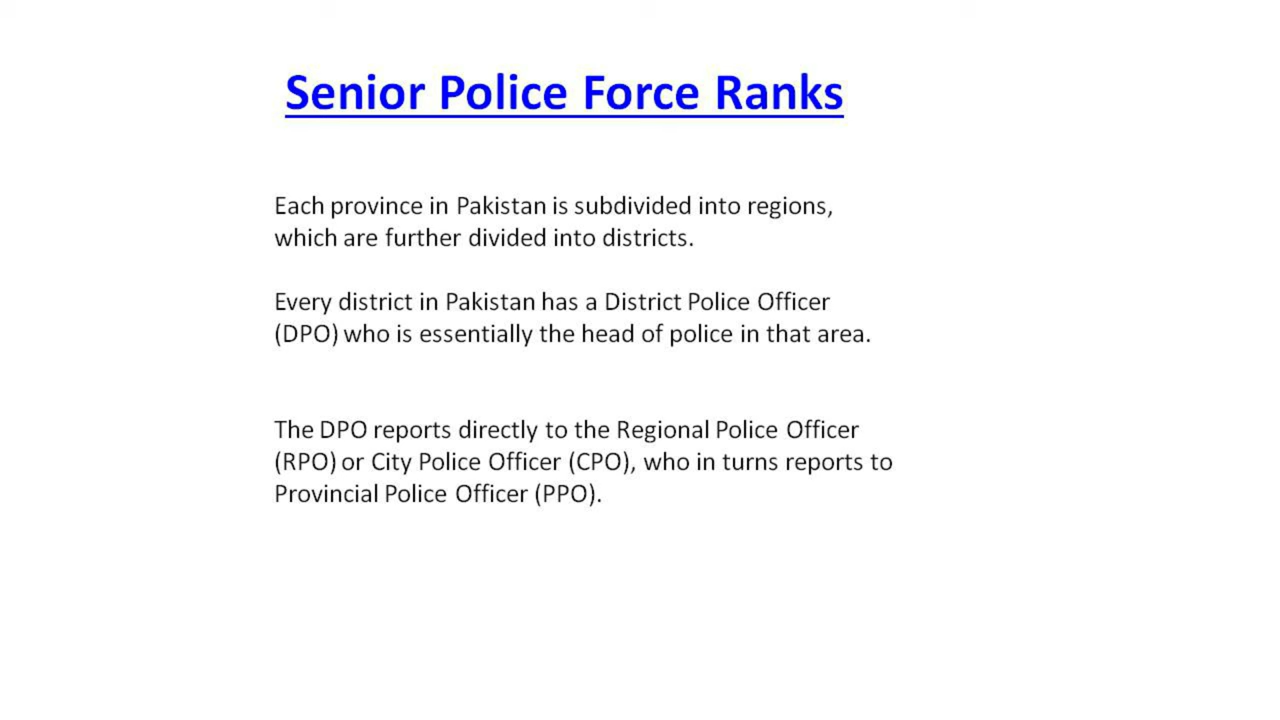 Senior Police Force Ranks
Each province in Pakistan is subdivided into regions,
which are further divided into districts.
Every district in Pakistan has a District Police Officer
(DPO) who is essentially the head of police in that area.
The DPO reports directly to the Regional Police Officer
(RPO) or City Police Officer (CPO), who in turns reports to
Provincial Police Officer (PPO).